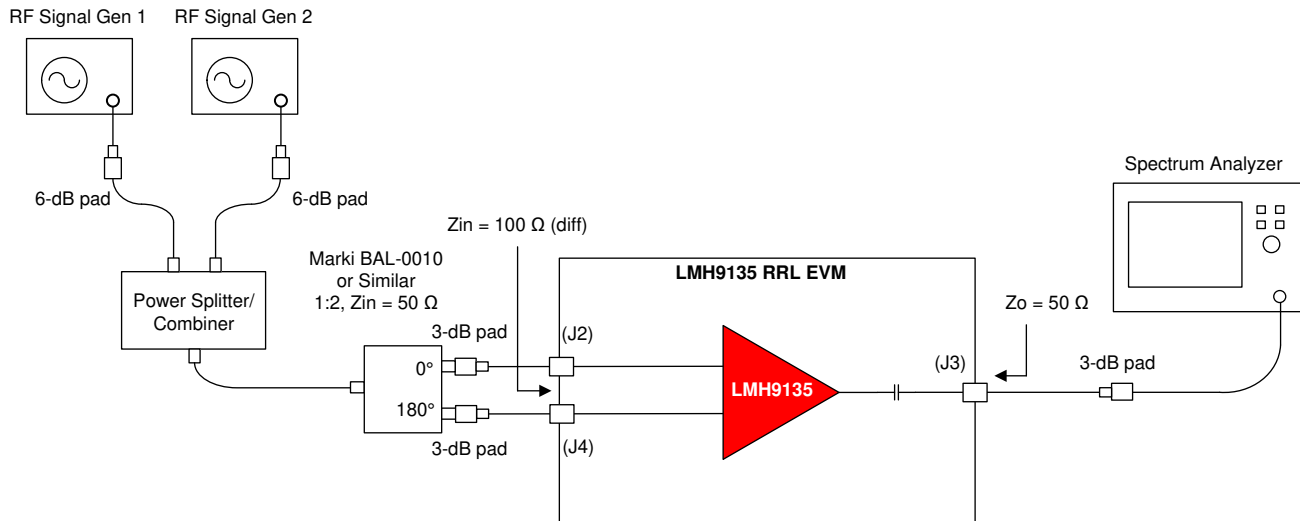 RF Signal Gen 1
RF Signal Gen 2
6-dB pad
6-dB pad
Power Splitter/
Combiner
Marki BAL-0010
or Similar
1:2, Zin = 50 Ω
Zin = 100 Ω (diff)
3-dB pad
0°
180°
3-dB pad
(J2)
(J4)
LMH9135 RRL EVM
LMH9135
(J3)
Zo = 50 Ω
3-dB pad
Spectrum Analyzer